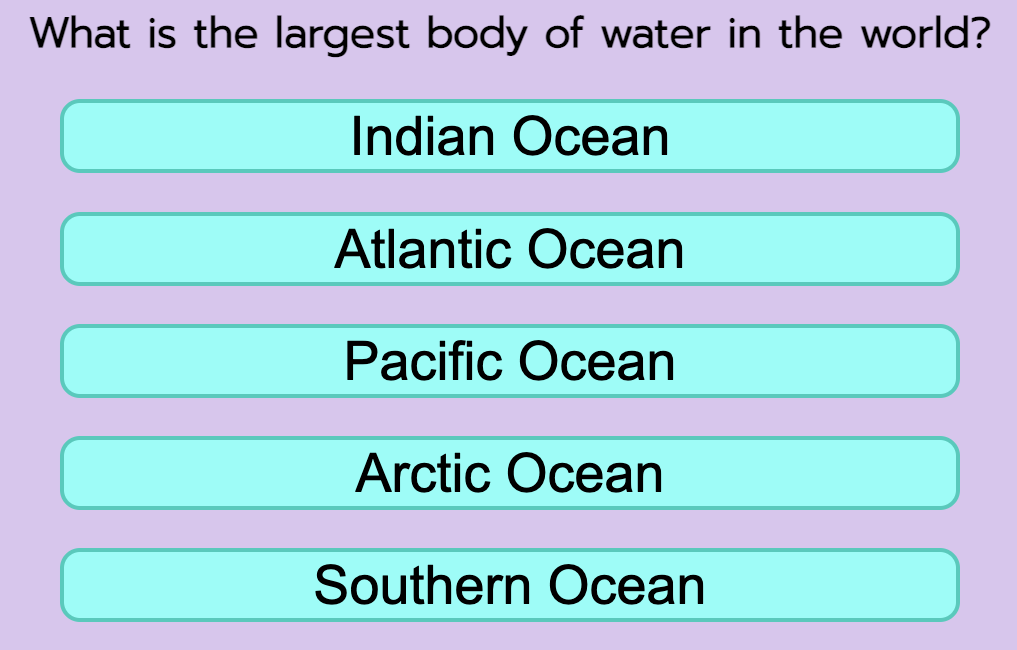 What is the largest body of water in the world?
Indian Ocean
Atlantic Ocean
Pacific Ocean
Arctic Ocean
Southern Ocean